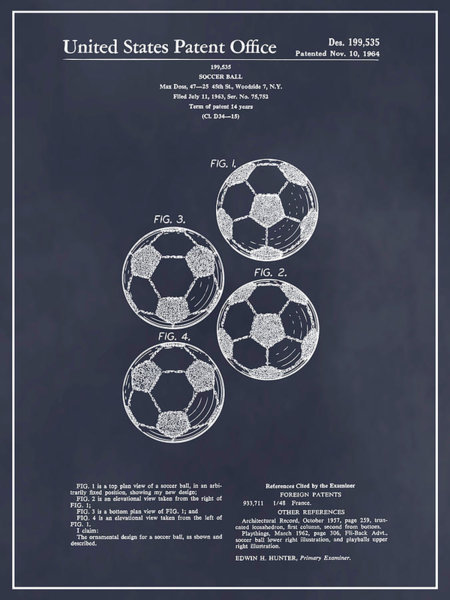 United States Patent Office
Des. 199,535
Patented Nov. 10, 1964
199,535
SOCCER BALL
Max Doss, 47—25 45th St., Woodside 7, N.Y.
Filed July 11, 1963, Ser. No. 75,752
Term of patent 14 years
(Cl. D34—15)
FIG. 1.
FIG. 3.
FIG. 2.
FIG. 4.
FIG. 1 is a top plan view of a soccer ball, in an arbi-
trarily fixed position, showing my new design;
FIG. 2 is an elevational view taken from the right of
FIG. 1;
FIG. 3 is a bottom plan view of FIG. 1; and
FIG. 4 is an elevational view taken from the left of
FIG. 1.
I claim:
The ornamental design for a soccer ball, as shown and
described.
References Cited by the Examiner
FOREIGN PATENTS
933,711 1/48 France.
OTHER REFERENCES
Architectural Record, October 1957, page 259, trun-
cated icosahedron, first column, second from buttom.
Playthings, March 1962, page 306, Fli-Back Advt.,
soccer ball lower right illustration, and playballs upper
right illustration.
EDWIN H. HUNTER, Primary Examiner.